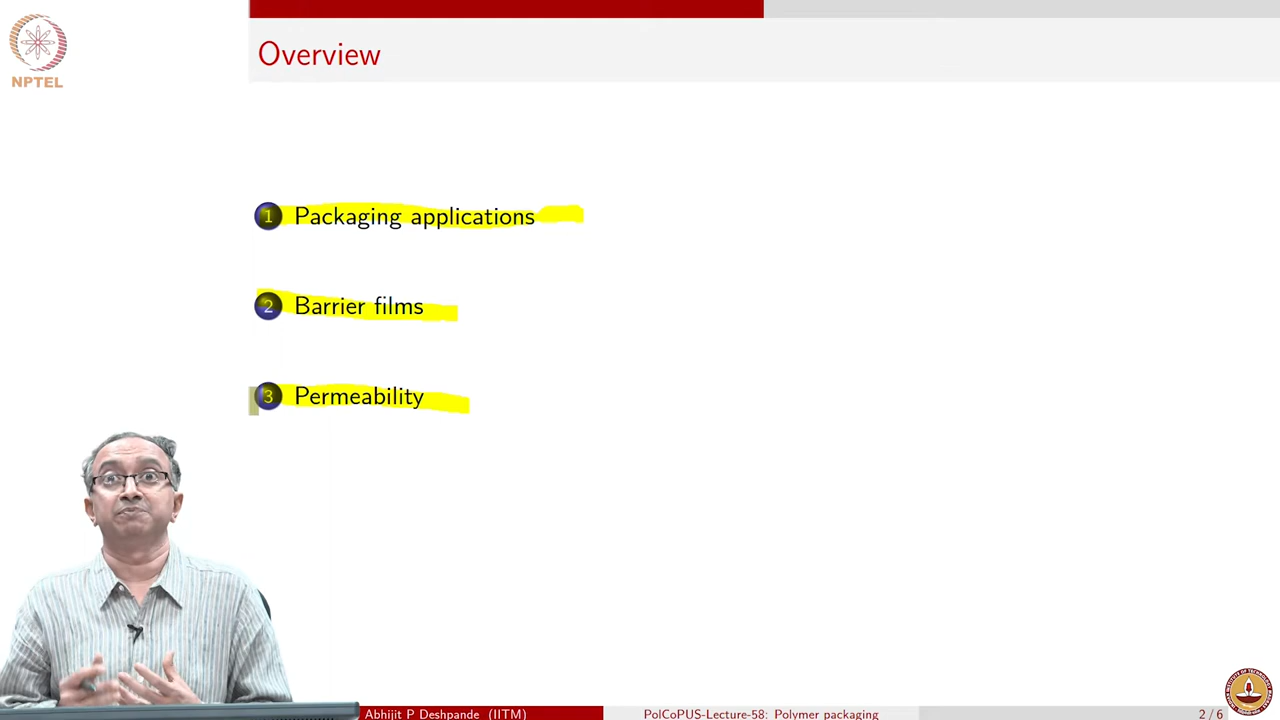 NPTEL
Overview
1 Packaging applications
2 Barrier films
3 Permeability
Abhijit P Deshpande (IITM)
PolCoPUS-Lecture-58: Polymer packaging
2 / 6